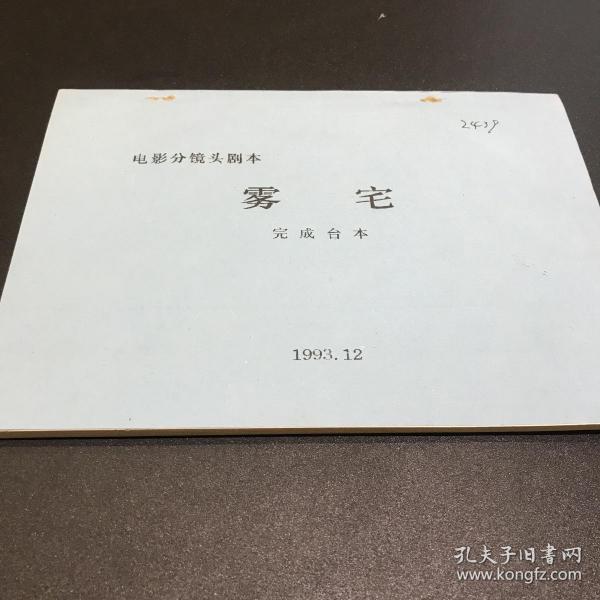 2439
电影分镜头剧本
雾宅
完成台本
1993.12
孔夫子旧書网
www.kongfz.com